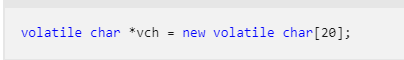 volatile char *vch = new volatile char[20];